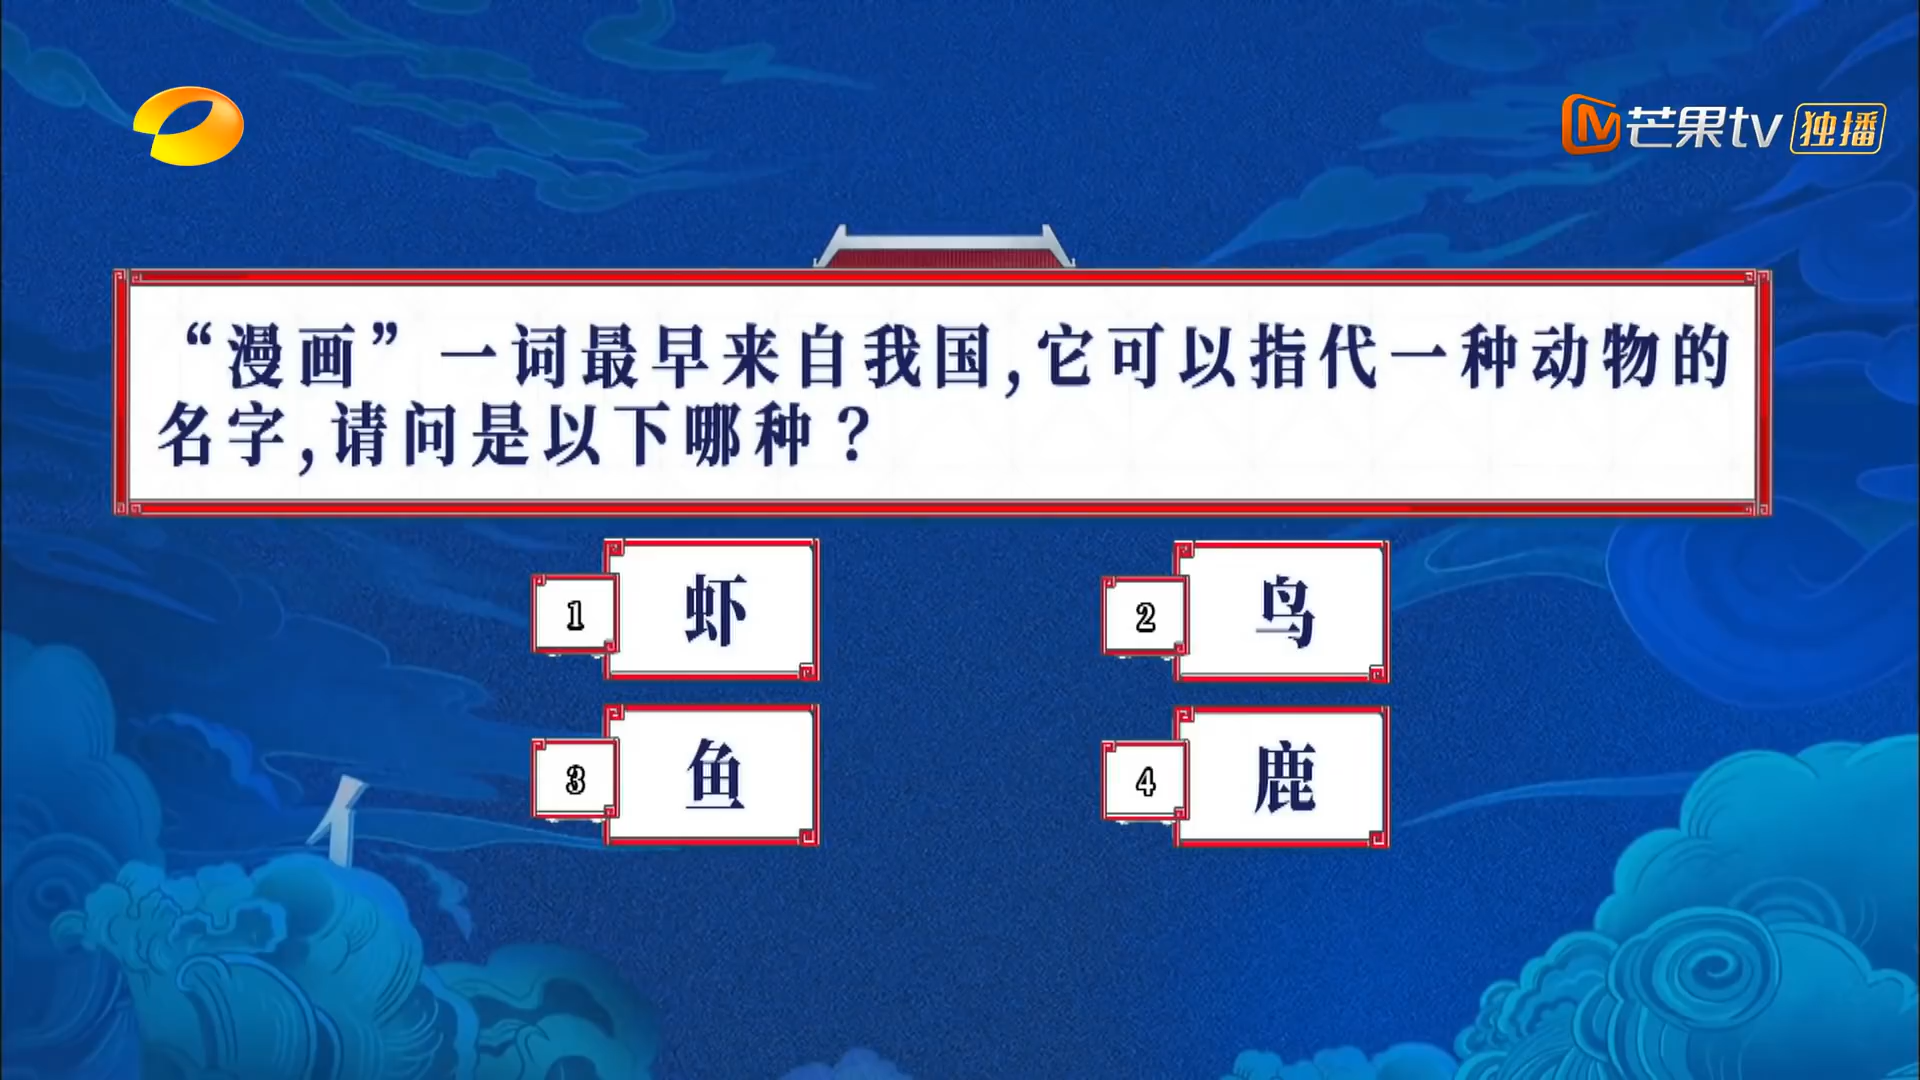 芒果tv 独播
“漫画”一词最早来自我国,它可以指代一种动物的
名字,请问是以下哪种?
1 虾
2 鸟
3 鱼
4 鹿